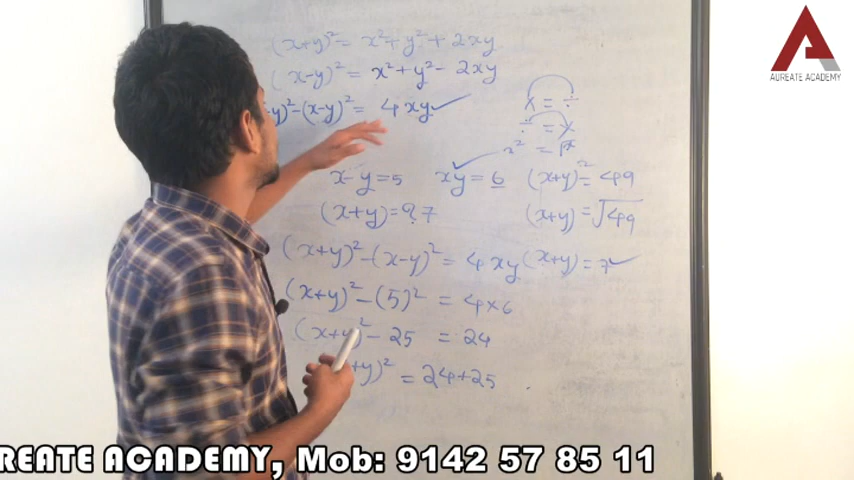 (x+y)² = x²+y²+2xy
(x-y)² = x²+y²- 2xy
-y)²-(x-y)² = 4xy✓
x = ÷
÷ = x
x-y=5
xy=6
(x+y)²= 49
(x+y)=?7
(x+y)=√49
(x+y)²-(x-y)² = 4xy
(x+y)=7✓
(x+y)²-(5)² = 4×6
(x+y)²- 25 = 24
+y)² = 24+25
AUREATE ACADEMY
REATE ACADEMY, Mob: 9142 57 85 11